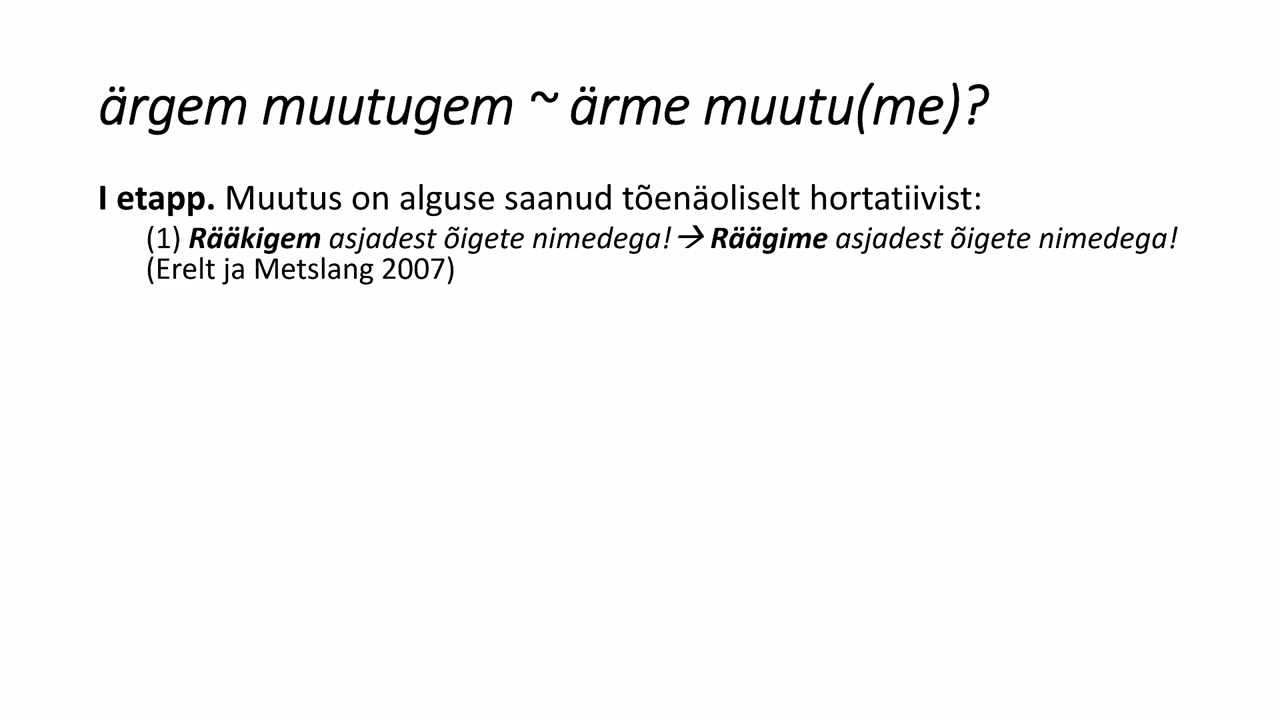 ärgem muutugem ~ ärme muutu(me)?
I etapp. Muutus on alguse saanud tõenäoliselt hortatiivist:
(1) Rääkigem asjadest õigete nimedega! → Räägime asjadest õigete nimedega!
(Erelt ja Metslang 2007)